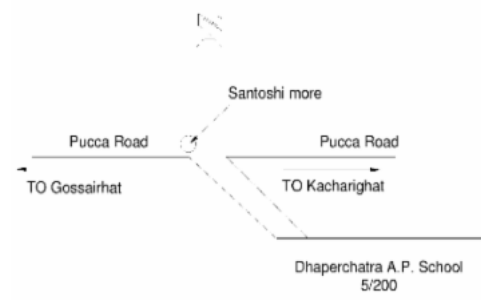 Santoshi more
Pucca Road
Pucca Road
TO Gossairhat
TO Kacharighat
Dhaperchatra A.P. School
5/200